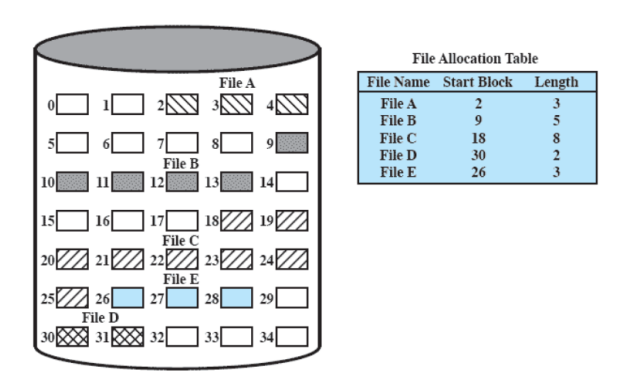 File Allocation Table
File Name Start Block Length
File A 2 3
File B 9 5
File C 18 8
File D 30 2
File E 26 3
File A
0 1 2 3 4
5 6 7 8 9
File B
10 11 12 13 14
15 16 17 18 19
File C
20 21 22 23 24
File E
25 26 27 28 29
File D
30 31 32 33 34